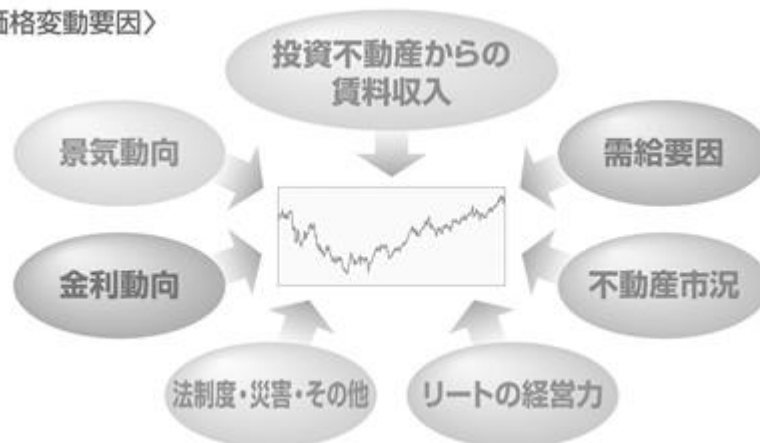 価格変動要因〉
投資不動産からの
賃料収入
景気動向
需給要因
金利動向
不動産市況
法制度・災害・その他
リートの経営力